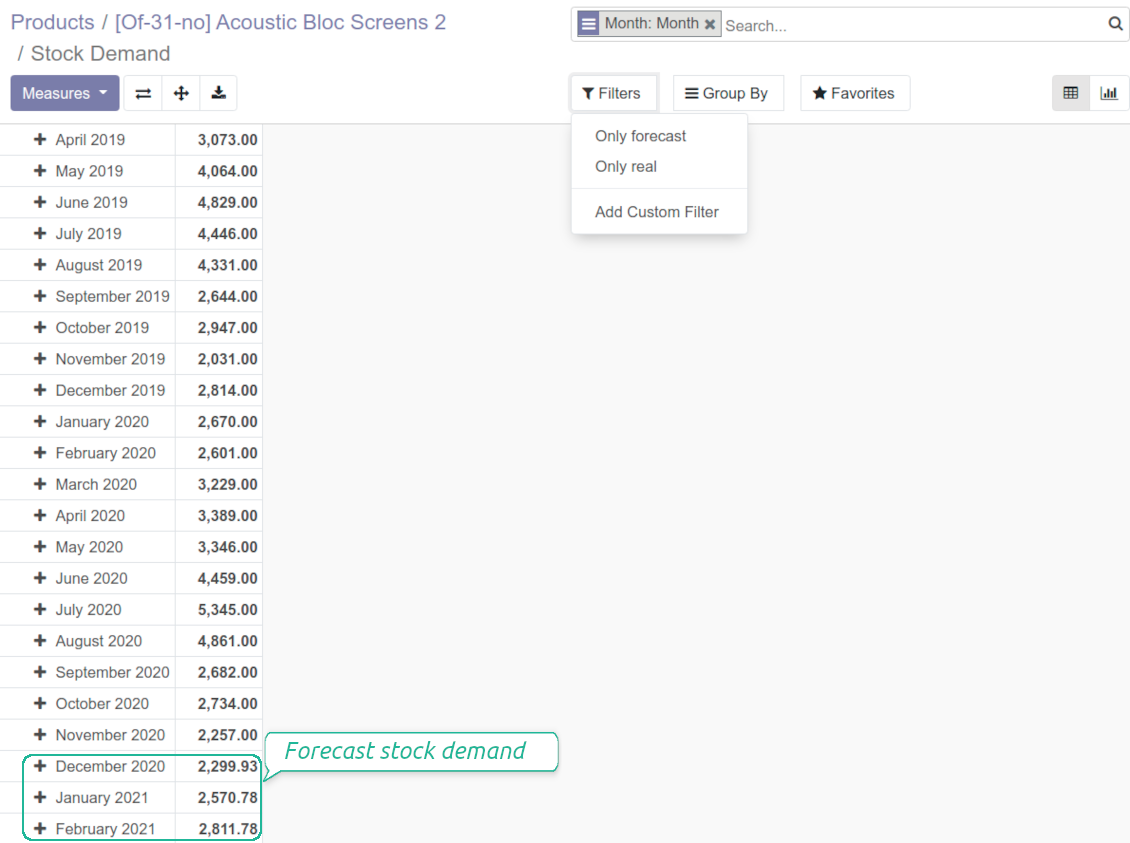 Products / [Of-31-no] Acoustic Bloc Screens 2
/ Stock Demand
Month: Month Search...
Measures
Filters Group By Favorites
Only forecast
Only real
Add Custom Filter
April 2019 3,073.00
May 2019 4,064.00
June 2019 4,829.00
July 2019 4,446.00
August 2019 4,331.00
September 2019 2,644.00
October 2019 2,947.00
November 2019 2,031.00
December 2019 2,814.00
January 2020 2,670.00
February 2020 2,601.00
March 2020 3,229.00
April 2020 3,389.00
May 2020 3,346.00
June 2020 4,459.00
July 2020 5,345.00
August 2020 4,861.00
September 2020 2,682.00
October 2020 2,734.00
November 2020 2,257.00
Forecast stock demand
December 2020 2,299.93
January 2021 2,570.78
February 2021 2,811.78